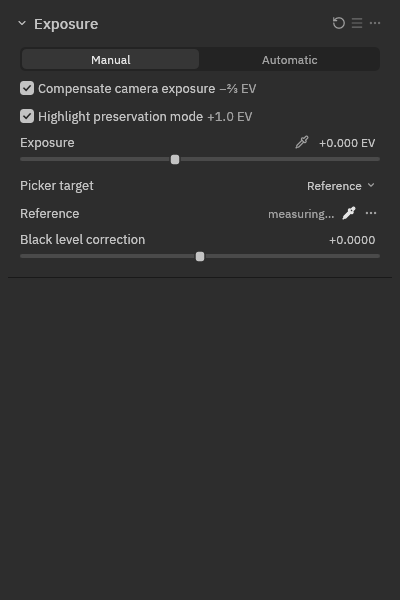 Exposure
Manual Automatic
Compensate camera exposure −⅔ EV
Highlight preservation mode +1.0 EV
Exposure +0.000 EV
Picker target Reference
Reference measuring...
Black level correction +0.0000